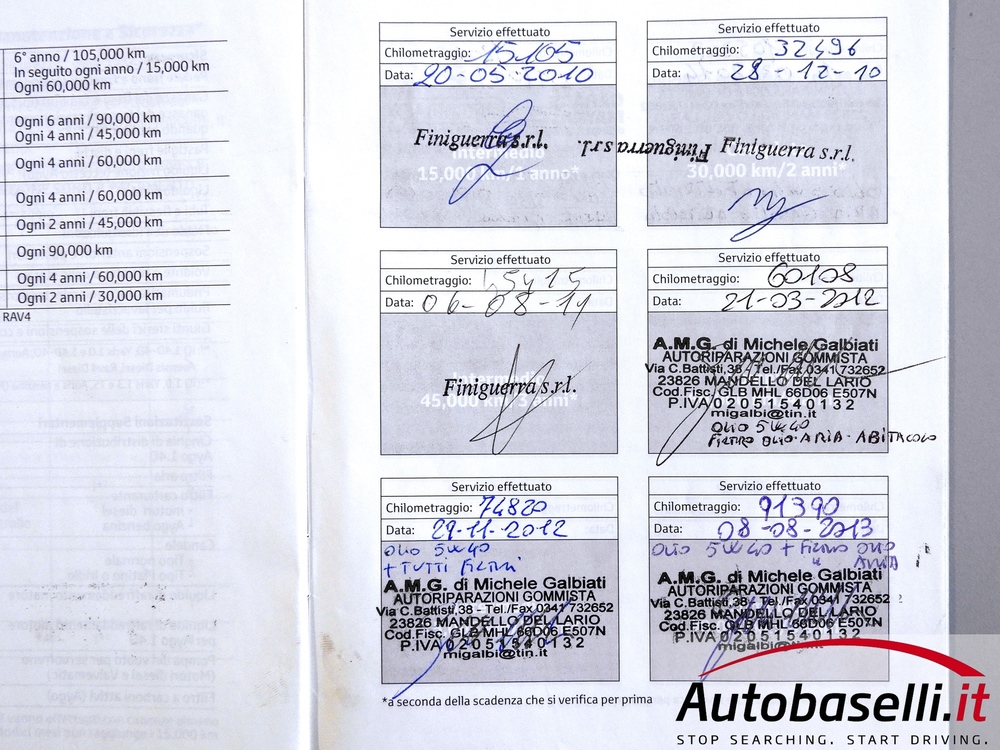 6° anno / 105,000 km
In seguito ogni anno / 15,000 km
Ogni 60,000 km
Ogni 6 anni / 90,000 km
Ogni 4 anni / 45,000 km
Ogni 4 anni / 60,000 km
Ogni 4 anni / 60,000 km
Ogni 2 anni / 45,000 km
Ogni 90,000 km
Ogni 4 anni / 60,000 km
Ogni 2 anni / 30,000 km
RAV4
Servizio effettuato
Chilometraggio: 15105
Data: 20-05-2010
Finiguerra s.r.l.
Intermedio
15,000 km/1 anno*
Servizio effettuato
Chilometraggio: 32496
Data: 28-12-10
Finiguerra s.r.l.
Finiguerra s.r.l.
30,000 km/2 anni*
Servizio effettuato
Chilometraggio:
Data: 06-08-11
Intermedio
Finiguerra s.r.l.
45,000 km/3 anni*
Servizio effettuato
Chilometraggio: 60108
Data: 21-03-2012
A.M.G. di Michele Galbiati
AUTORIPARAZIONI GOMMISTA
Via C.Battisti,38 - Tel./Fax 0341 732652
23826 MANDELLO DEL LARIO
Cod.Fisc. GLB MHL 66D06 E507N
P.IVA 02051540132
migalbi@tin.it
OLIO 5W40
FILTRO OLIO-ARIA-ABITACOLO
Servizio effettuato
Chilometraggio: 74820
Data: 29-11-2012
OLIO 5W40
+ TUTTI FILTRI
A.M.G. di Michele Galbiati
AUTORIPARAZIONI GOMMISTA
Via C.Battisti,38 - Tel./Fax 0341 732652
23826 MANDELLO DEL LARIO
Cod.Fisc. GLB MHL 66D06 E507N
P.IVA 02051540132
migalbi@tin.it
Servizio effettuato
Chilometraggio: 91390
Data: 08-08-2013
OLIO 5W40 + FILTRO OLIO
" ARIA
A.M.G. di Michele Galbiati
AUTORIPARAZIONI GOMMISTA
Via C.Battisti,38 - Tel./Fax 0341 732652
23826 MANDELLO DEL LARIO
Cod.Fisc. GLB MHL 66D06 E507N
P.IVA 02051540132
migalbi@tin.it
*a seconda della scadenza che si verifica per prima
Autobaselli.it
STOP SEARCHING. START DRIVING.